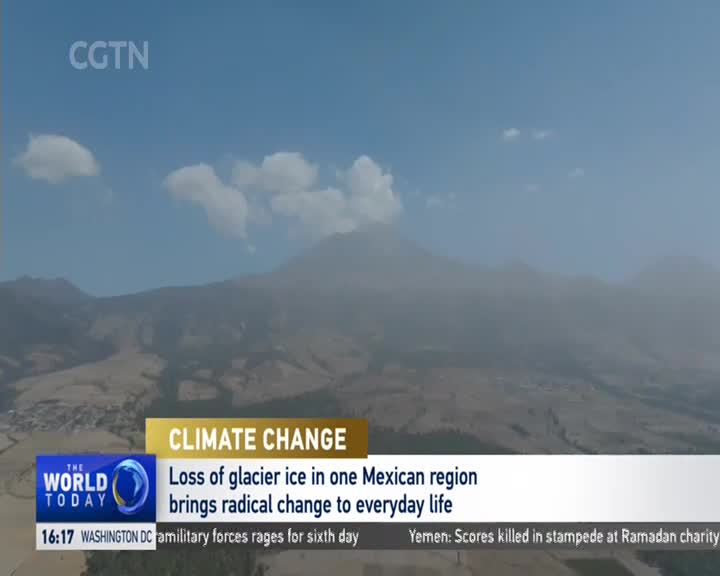 CGTN
CLIMATE CHANGE
THE
WORLD
TODAY
Loss of glacier ice in one Mexican region
brings radical change to everyday life
16:17 WASHINGTON DC
ramilitary forces rages for sixth day Yemen: Scores killed in stampede at Ramadan charity